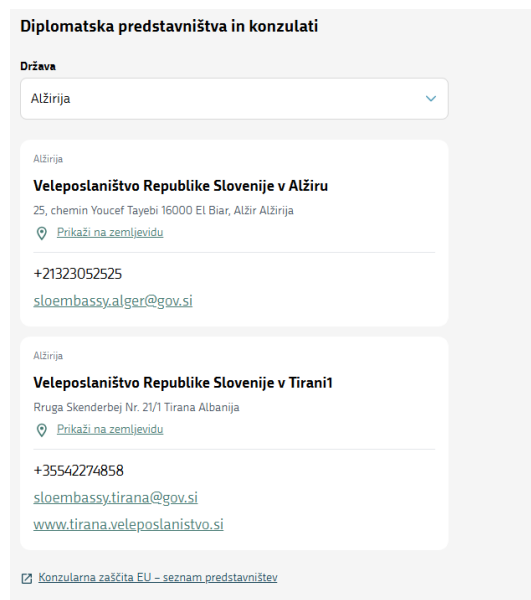 Diplomatska predstavništva in konzulati
Država
Alžirija
Alžirija
Veleposlaništvo Republike Slovenije v Alžiru
25, chemin Youcef Tayebi 16000 El Biar, Alžir Alžirija
Prikaži na zemljevidu
+21323052525
sloembassy.alger@gov.si
Alžirija
Veleposlaništvo Republike Slovenije v Tirani1
Rruga Skenderbej Nr. 21/1 Tirana Albanija
Prikaži na zemljevidu
+35542274858
sloembassy.tirana@gov.si
www.tirana.veleposlanistvo.si
Konzularna zaščita EU – seznam predstavništev